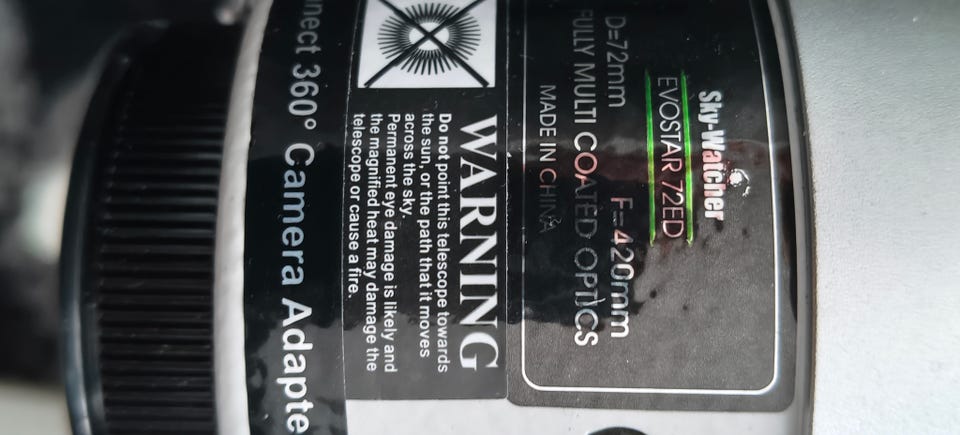 Sky-Watcher
EVOSTAR 72ED
D=72mm F=420mm
FULLY MULTI COATED OPTICS
MADE IN CHINA
WARNING
Do not point this telescope towards
the sun, or the path that it moves
across the sky.
Permanent eye damage is likely and
the magnified heat may damage the
telescope or cause a fire.
360° Camera